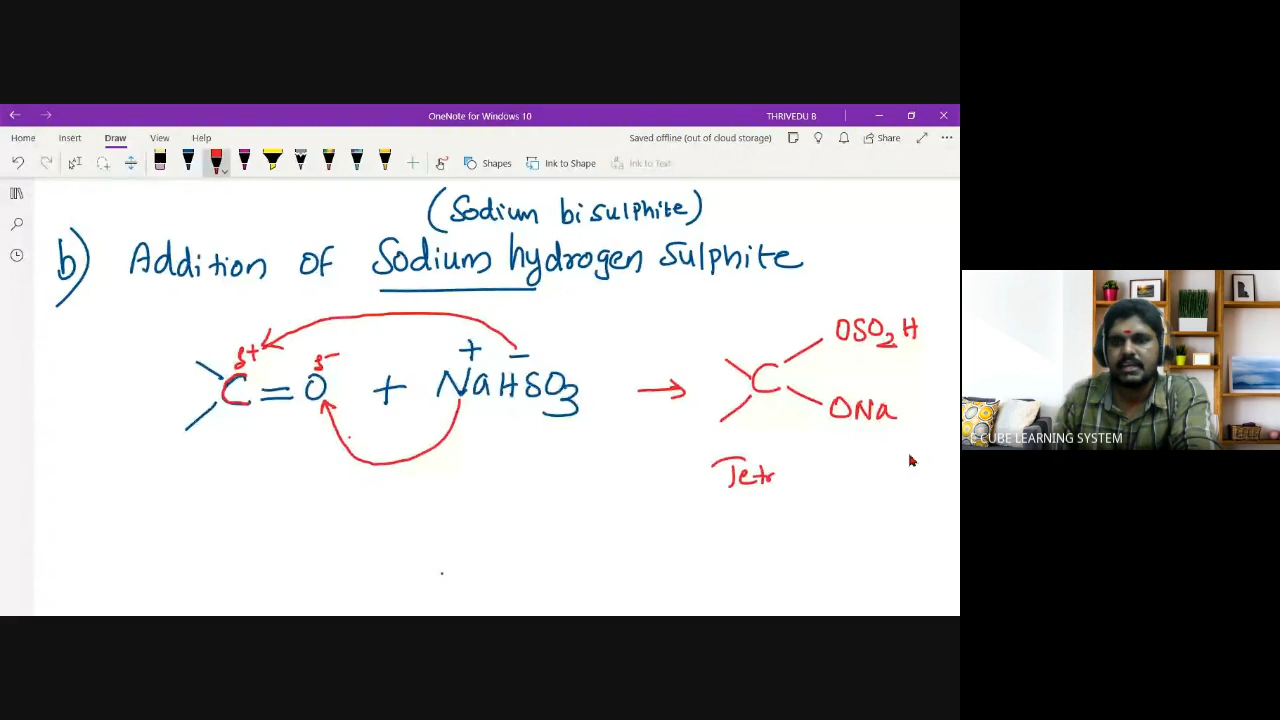 OneNote for Windows 10
THRIVEDU B
Home Insert Draw View Help
Saved offline (out of cloud storage)
Share
Shapes
Ink to Shape
Ink to Text
(Sodium bisulphite)
b) Addition of Sodium hydrogen sulphite
δ+ δ- + -
C = O + NaHSO3 → C
OSO2H
ONa
Tetr
E CUBE LEARNING SYSTEM